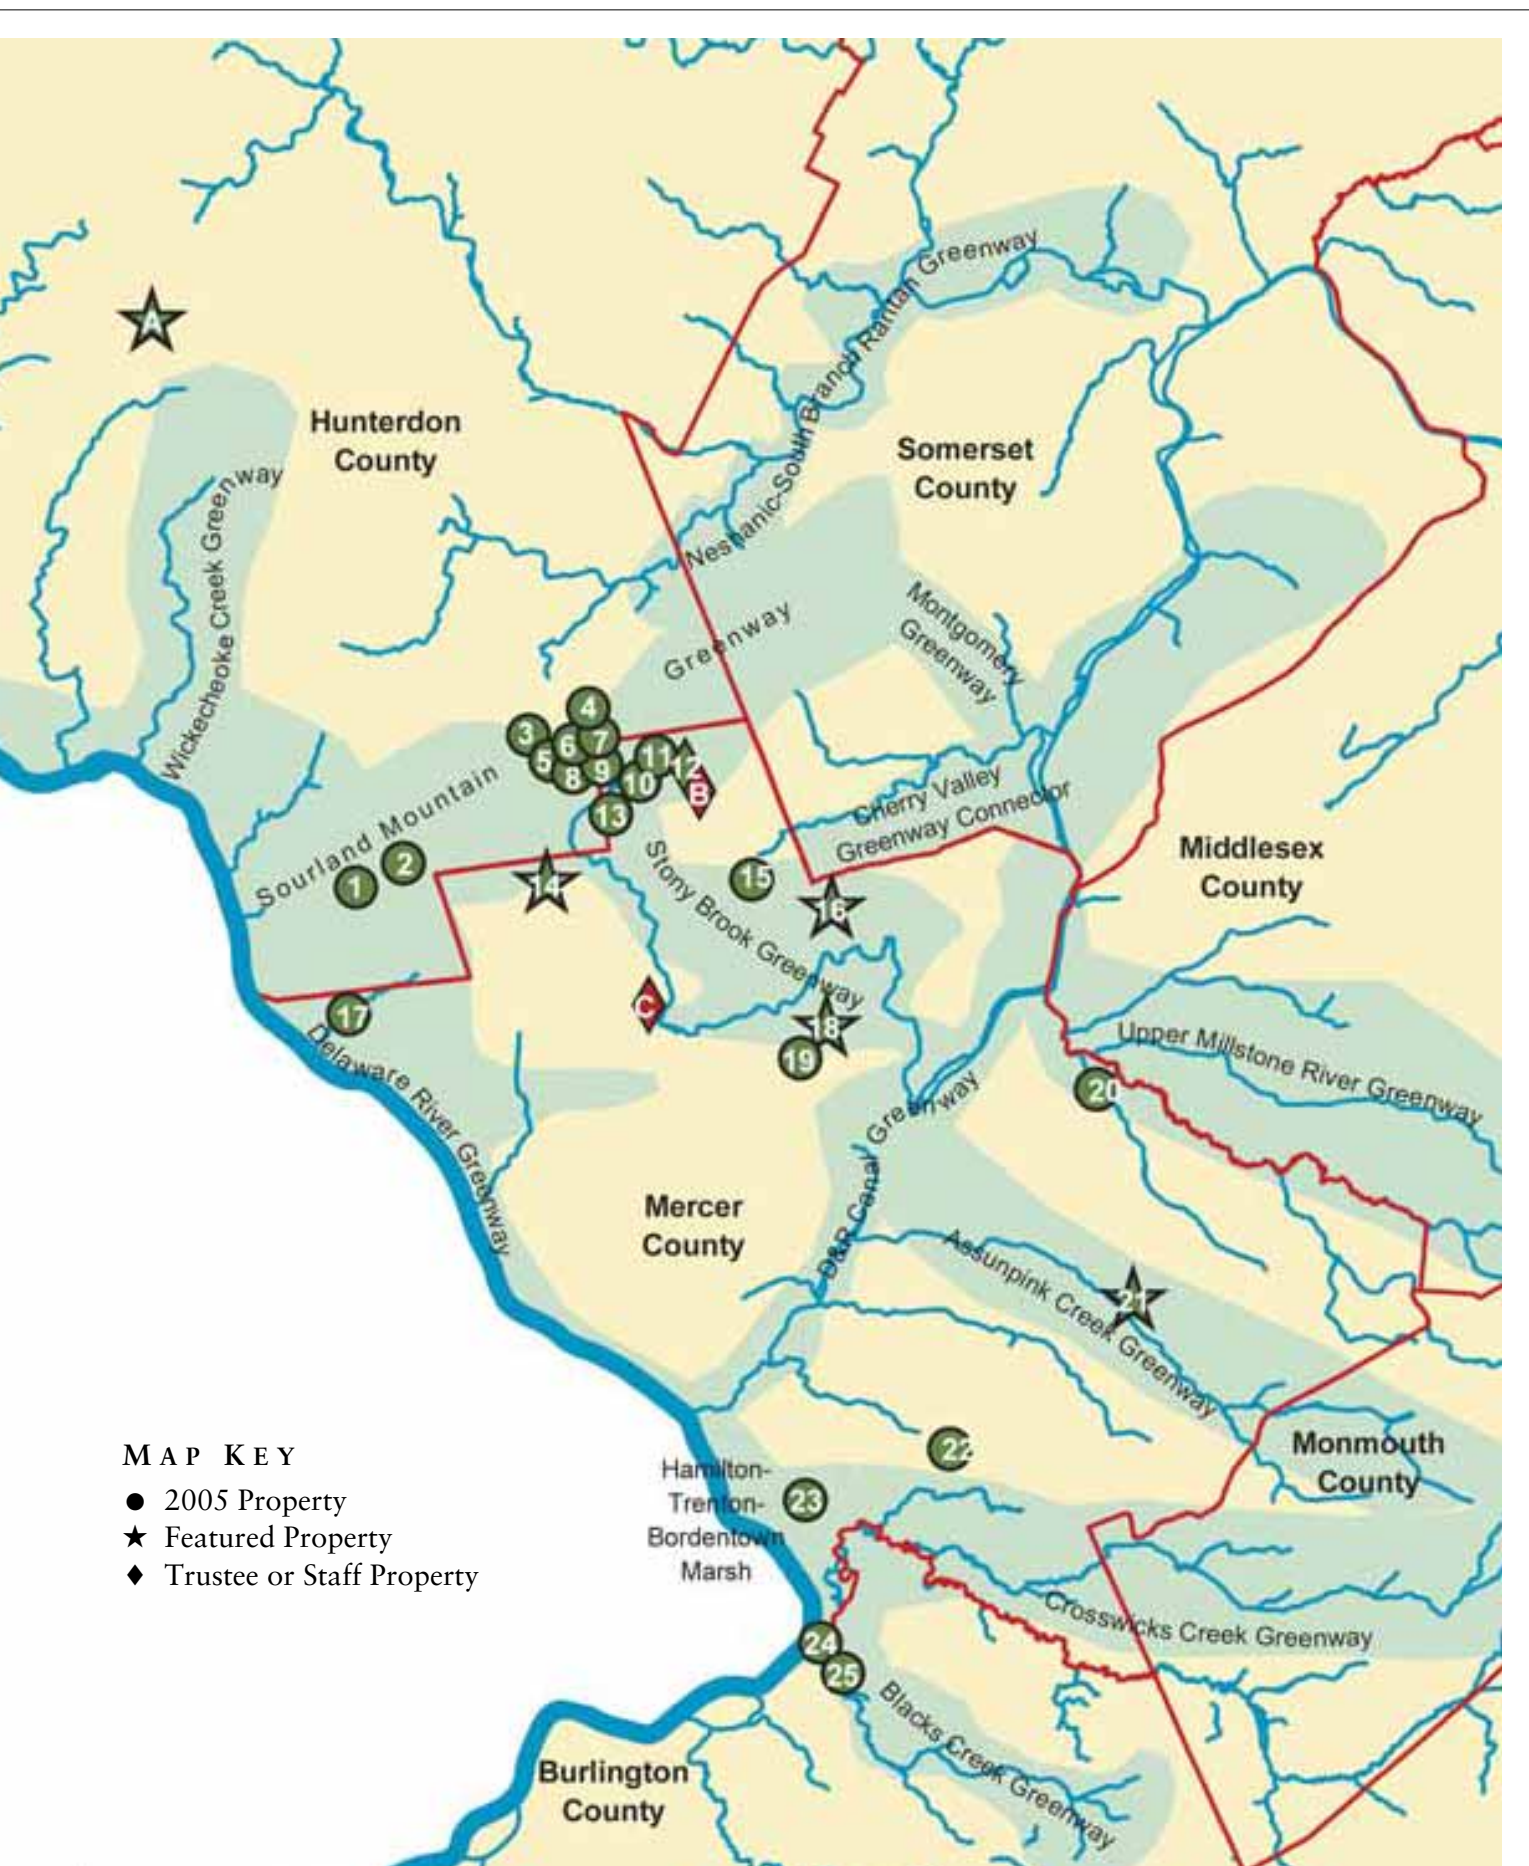 Greenway
Neshanic-South Branch Raritan
A
Hunterdon
County
Somerset
County
Wickecheoke Creek Greenway
Montgomery
Greenway
Greenway
Sourland Mountain
4
3
6
7
5
8
9
11
12
10
B
13
Cherry Valley
Greenway Connector
Middlesex
County
2
1
14
15
16
Stony Brook Greenway
C
17
18
19
Delaware River Greenway
Upper Millstone River Greenway
20
D&R Canal Greenway
Mercer
County
Assunpink Creek Greenway
21
MAP KEY
● 2005 Property
★ Featured Property
♦ Trustee or Staff Property
22
Monmouth
County
Hamilton-
Trenton-
Bordentown
Marsh
23
Crosswicks Creek Greenway
24
25
Blacks Creek Greenway
Burlington
County